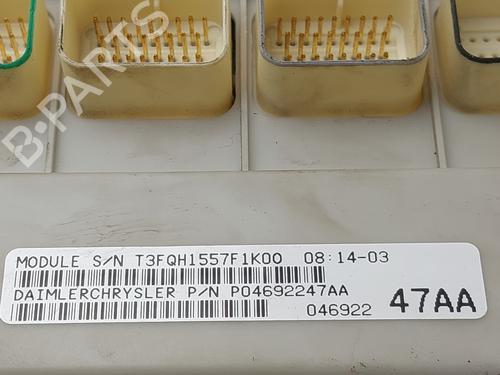 B-PARTS
MODULE S/N T3FQH1557F1K00 08:14-03
DAIMLERCHRYSLER P/N P04692247AA
046922 47AA